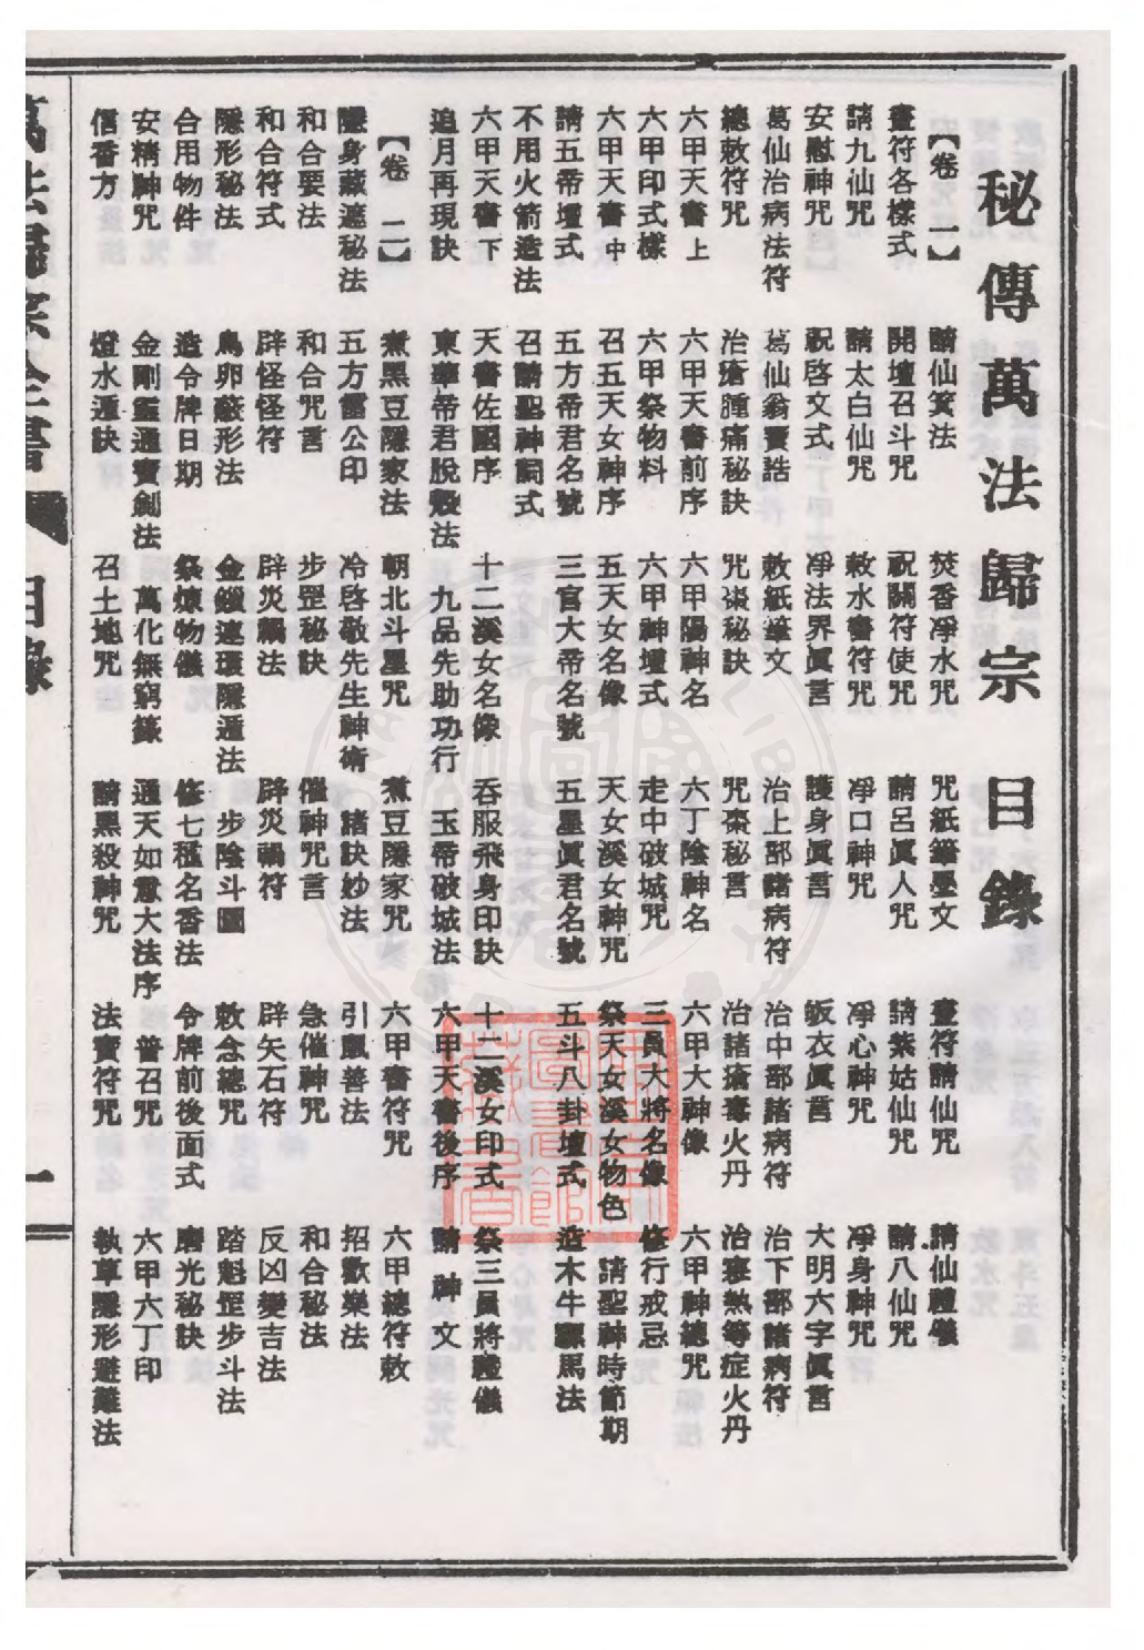 秘傳萬法歸宗目錄
【卷一】 請仙箕法 焚香淨水咒 咒紙筆墨文 畫符請仙咒 請仙禮儀
畫符各樣式 開壇召斗咒 祝關符使咒 請呂眞人咒 請紫姑仙咒 請八仙咒
請九仙咒 請太白仙咒 敕水書符咒 凈口神咒 凈心神咒 凈身神咒
安慰神咒 祝啓文式 凈法界眞言 護身眞言 皈衣眞言 大明六字眞言
葛仙治病法符 葛仙翁寶誥 敕紙筆文 治上部諸病符 治中部諸病符 治下部諸病符
總敕符咒 治瘡腫痛秘訣 咒棗秘訣 咒棗秘言 治諸瘡毒火丹 治寒熱等症火丹
六甲天書上 六甲天書前序 六甲陽神名 六丁陰神名 六甲大神像 六甲神總咒
六甲印式樣 六甲祭物料 六甲神壇式 走中破城咒 三員大將名像 修行戒忌
六甲天書中 召五天女神序 五天女名像 天女溪女神咒 祭天女溪女物色 請聖神時節期
請五帝壇式 五方帝君名號 三官大帝名號 五星眞君名號 五斗八卦壇式 造木牛騾馬法
不用火箭造法 召請聖神詞式
六甲天書下 天書佐國序 十二溪女名像 吞服飛身印訣 十二溪女印式 祭三員將禮儀
追月再現訣 東華帝君脫殼法 九品先助功行 玉帝破城法 六甲天書後序 請神文
【卷二】 煮黑豆隱家法 朝北斗星咒 煮豆隱家咒 六甲書符咒 六甲總符敕
隱身藏遮秘法 五方雷公印 冷啓敬先生神術 諸訣妙法 引鼠善法 招歡樂法
和合要法 和合咒言 步罡秘訣 催神咒言 急催神咒 和合秘法
和合符式 辟怪怪符 辟災禍法 辟災禍符 辟矢石符 反凶變吉法
隱形秘法 鳥卵蔽形法 金鎖連環隱遁法 步陰斗圖 敕念總咒 踏魁罡步斗法
合用物件 造令牌日期 祭煉物儀 修七種名香法 令牌前後面式 磨光秘訣
安精神咒 金剛靈通寶劍法 萬化無窮籙 通天如意大法序 普召咒 六甲六丁印
信香方 燈水遁訣 召土地咒 請黑殺神咒 法寶符咒 執草隱形避難法
萬法歸宗全書 目錄 一